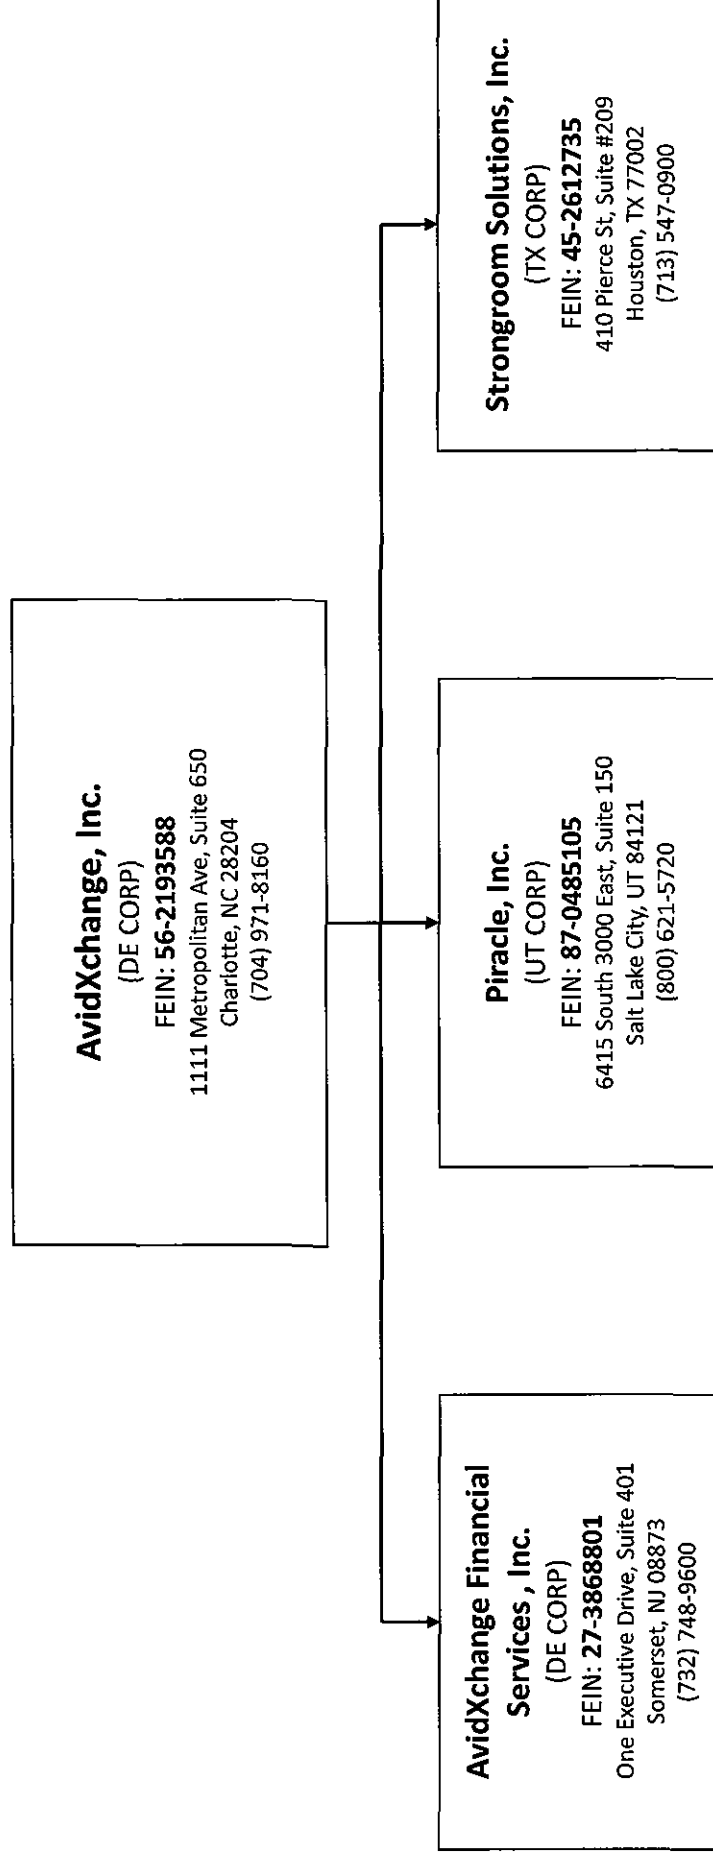 AvidXchange, Inc.
(DE CORP)
FEIN: 56-2193588
1111 Metropolitan Ave, Suite 650
Charlotte, NC 28204
(704) 971-8160
AvidXchange Financial
Services , Inc.
(DE CORP)
FEIN: 27-3868801
One Executive Drive, Suite 401
Somerset, NJ 08873
(732) 748-9600
Piracle, Inc.
(UT CORP)
FEIN: 87-0485105
6415 South 3000 East, Suite 150
Salt Lake City, UT 84121
(800) 621-5720
Strongroom Solutions, Inc.
(TX CORP)
FEIN: 45-2612735
410 Pierce St, Suite #209
Houston, TX 77002
(713) 547-0900